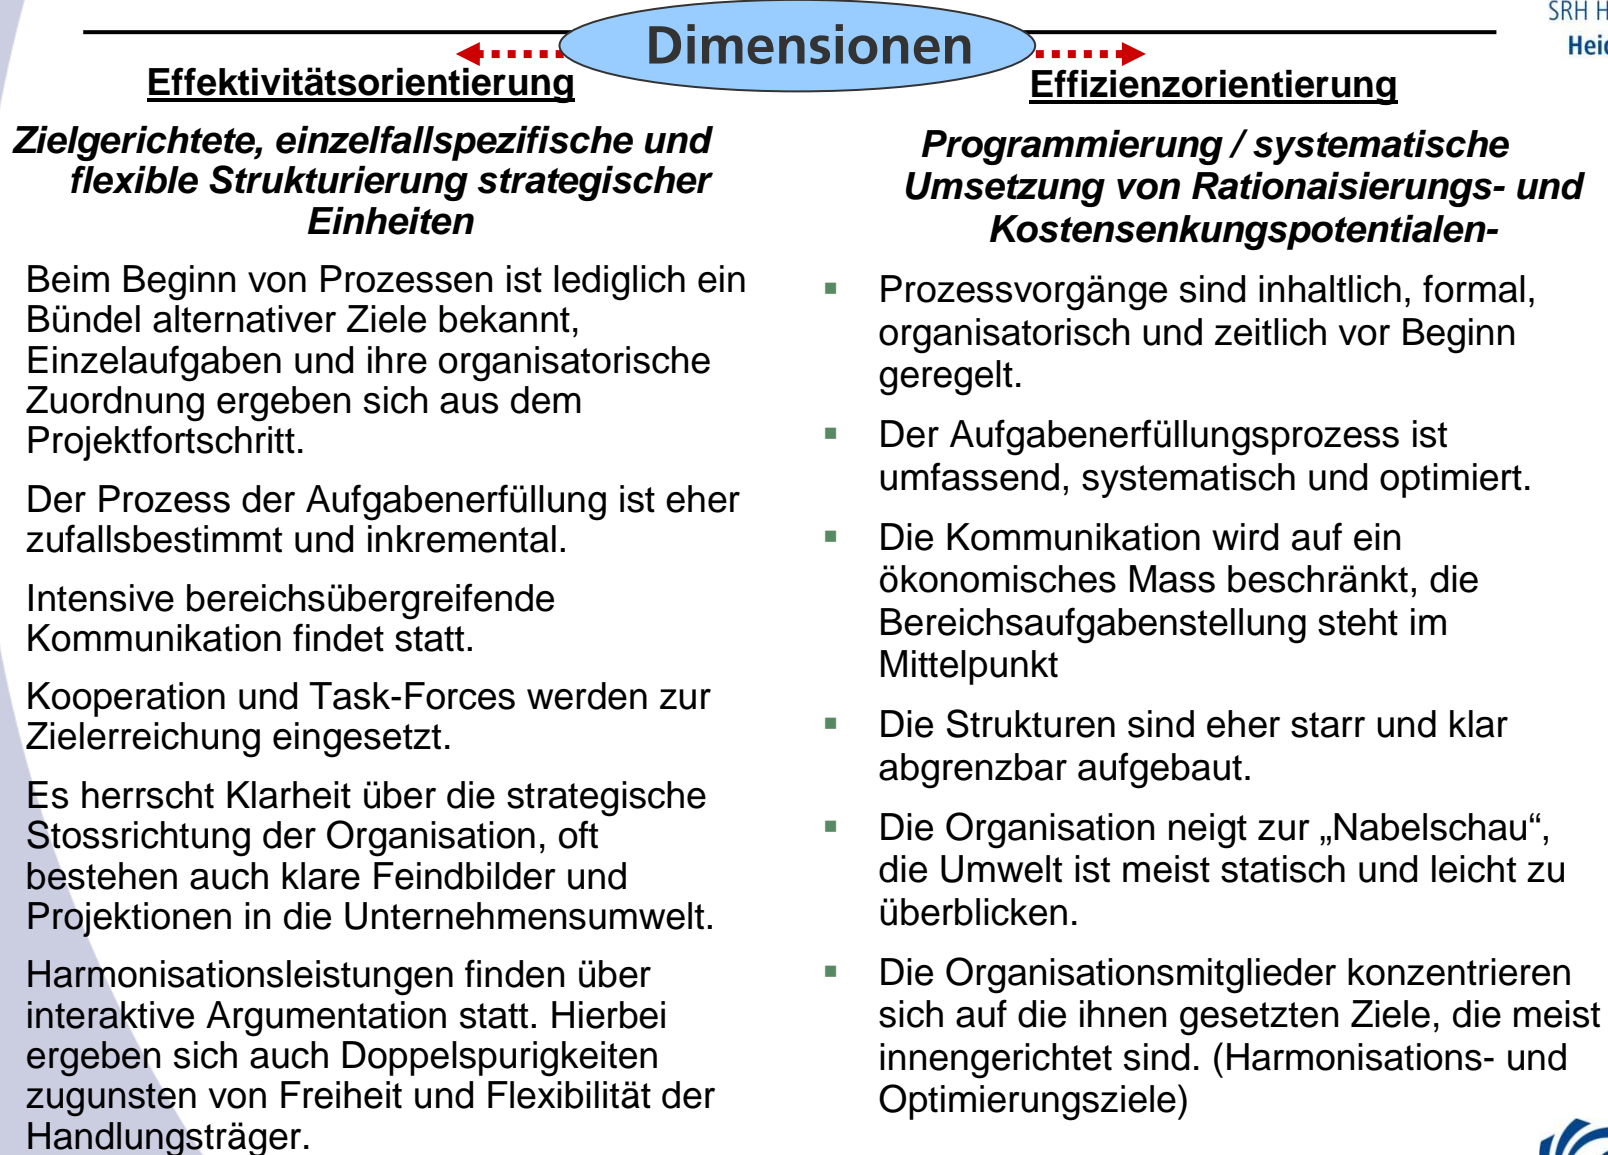 SRH H
Heid
Dimensionen
Effektivitätsorientierung
Zielgerichtete, einzelfallspezifische und
flexible Strukturierung strategischer
Einheiten
Beim Beginn von Prozessen ist lediglich ein
Bündel alternativer Ziele bekannt,
Einzelaufgaben und ihre organisatorische
Zuordnung ergeben sich aus dem
Projektfortschritt.
Der Prozess der Aufgabenerfüllung ist eher
zufallsbestimmt und inkremental.
Intensive bereichsübergreifende
Kommunikation findet statt.
Kooperation und Task-Forces werden zur
Zielerreichung eingesetzt.
Es herrscht Klarheit über die strategische
Stossrichtung der Organisation, oft
bestehen auch klare Feindbilder und
Projektionen in die Unternehmensumwelt.
Harmonisationsleistungen finden über
interaktive Argumentation statt. Hierbei
ergeben sich auch Doppelspurigkeiten
zugunsten von Freiheit und Flexibilität der
Handlungsträger.
Effizienzorientierung
Programmierung / systematische
Umsetzung von Rationaisierungs- und
Kostensenkungspotentialen-
Prozessvorgänge sind inhaltlich, formal,
organisatorisch und zeitlich vor Beginn
geregelt.
Der Aufgabenerfüllungsprozess ist
umfassend, systematisch und optimiert.
Die Kommunikation wird auf ein
ökonomisches Mass beschränkt, die
Bereichsaufgabenstellung steht im
Mittelpunkt
Die Strukturen sind eher starr und klar
abgrenzbar aufgebaut.
Die Organisation neigt zur „Nabelschau“,
die Umwelt ist meist statisch und leicht zu
überblicken.
Die Organisationsmitglieder konzentrieren
sich auf die ihnen gesetzten Ziele, die meist
innengerichtet sind. (Harmonisations- und
Optimierungsziele)